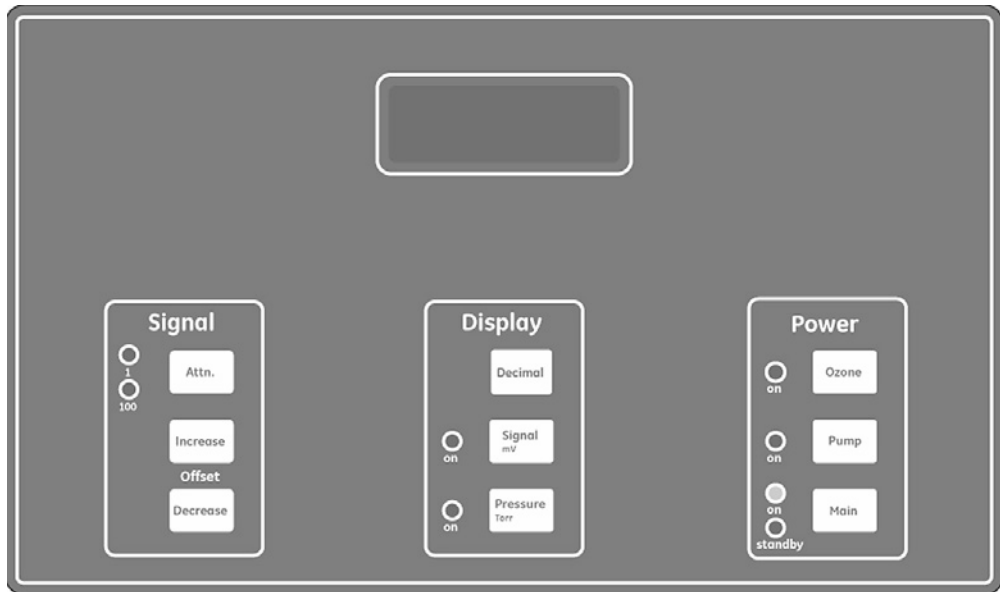 Signal
1
Attn.
100
Increase
Offset
Decrease
Display
Decimal
Signal
mV
on
Pressure
Torr
on
Power
Ozone
on
Pump
on
on
Main
standby